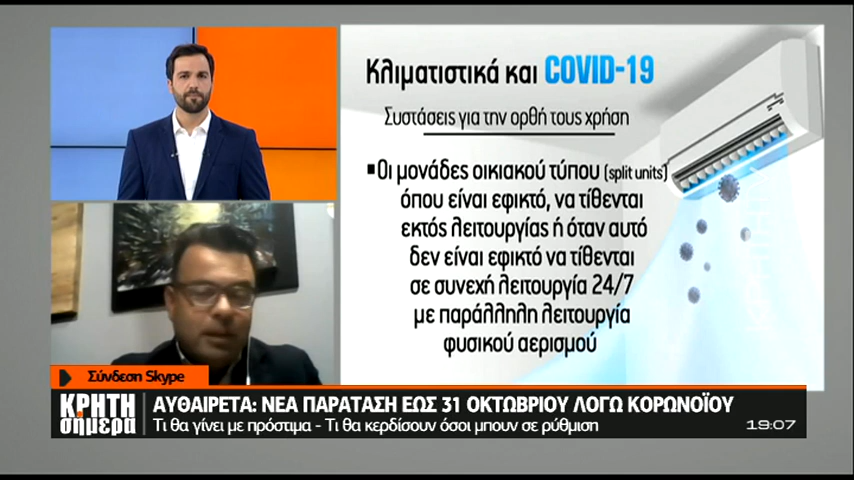 Κλιματιστικά και COVID-19
Συστάσεις για την ορθή τους χρήση
▪Οι μονάδες οικιακού τύπου (split units)
όπου είναι εφικτό, να τίθενται
εκτός λειτουργίας ή όταν αυτό
δεν είναι εφικτό να τίθενται
σε συνεχή λειτουργία 24/7
με παράλληλη λειτουργία
φυσικού αερισμού
Σύνδεση Skype
ΚΡΗΤΗ
σήμερα
ΑΥΘΑΙΡΕΤΑ: ΝΕΑ ΠΑΡΑΤΑΣΗ ΕΩΣ 31 ΟΚΤΩΒΡΙΟΥ ΛΟΓΩ ΚΟΡΩΝΟΪΟΥ
Τι θα γίνει με πρόστιμα - Τι θα κερδίσουν όσοι μπουν σε ρύθμιση
19:07